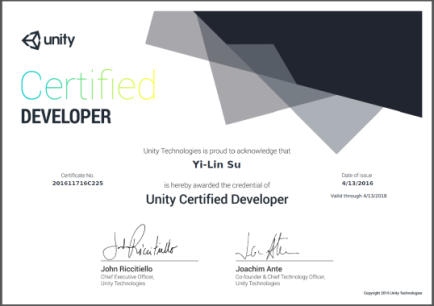 unity
Certified
DEVELOPER
Unity Technologies is proud to acknowledge that
Yi-Lin Su
Certificate No.
201611716C225
Date of issue
4/13/2016
is hereby awarded the credential of
Valid through 4/13/2018
Unity Certified Developer
John Riccitiello
Chief Executive Officer,
Unity Technologies
Joachim Ante
Co-founder & Chief Technology Officer,
Unity Technologies
Copyright 2016 Unity Technologies